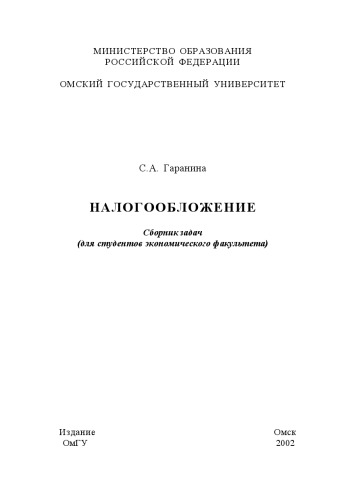 МИНИСТЕРСТВО ОБРАЗОВАНИЯ
РОССИЙСКОЙ ФЕДЕРАЦИИ
ОМСКИЙ ГОСУДАРСТВЕННЫЙ УНИВЕРСИТЕТ
С.А. Гаранина
НАЛОГООБЛОЖЕНИЕ
Сборник задач
(для студентов экономического факультета)
Издание Омск
ОмГУ 2002